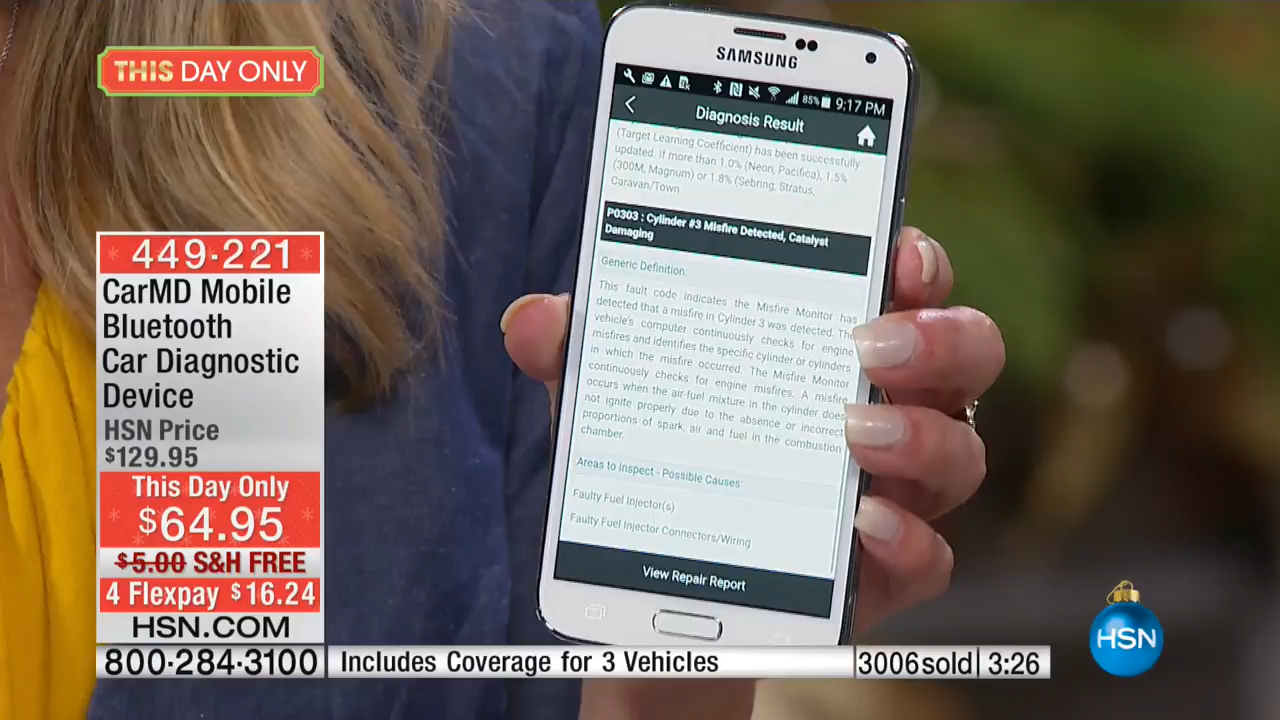 THIS DAY ONLY
449·221
CarMD Mobile
Bluetooth
Car Diagnostic
Device
HSN Price
$129.95
This Day Only
$64.95
$5.00 S&H FREE
4 Flexpay $16.24
HSN.COM
800·284·3100
Includes Coverage for 3 Vehicles
3006sold
3:26
HSN
SAMSUNG
85% 9:17 PM
Diagnosis Result
(Target Learning Coefficient) has been successfully
updated. If more than 1.0% (Neon, Pacifica), 1.5%
(300M, Magnum) or 1.8% (Sebring, Stratus,
Caravan/Town
P0303 : Cylinder #3 Misfire Detected, Catalyst
Damaging
Generic Definition:
This fault code indicates the Misfire Monitor has
detected that a misfire in Cylinder 3 was detected. The
vehicle's computer continuously checks for engine
misfires and identifies the specific cylinder or cylinders
in which the misfire occurred. The Misfire Monitor
continuously checks for engine misfires. A misfire
occurs when the air-fuel mixture in the cylinder does
not ignite properly due to the absence or incorrect
proportions of spark, air and fuel in the combustion
chamber.
Areas to Inspect - Possible Causes:
Faulty Fuel Injector(s)
Faulty Fuel Injector Connectors/Wiring
View Repair Report